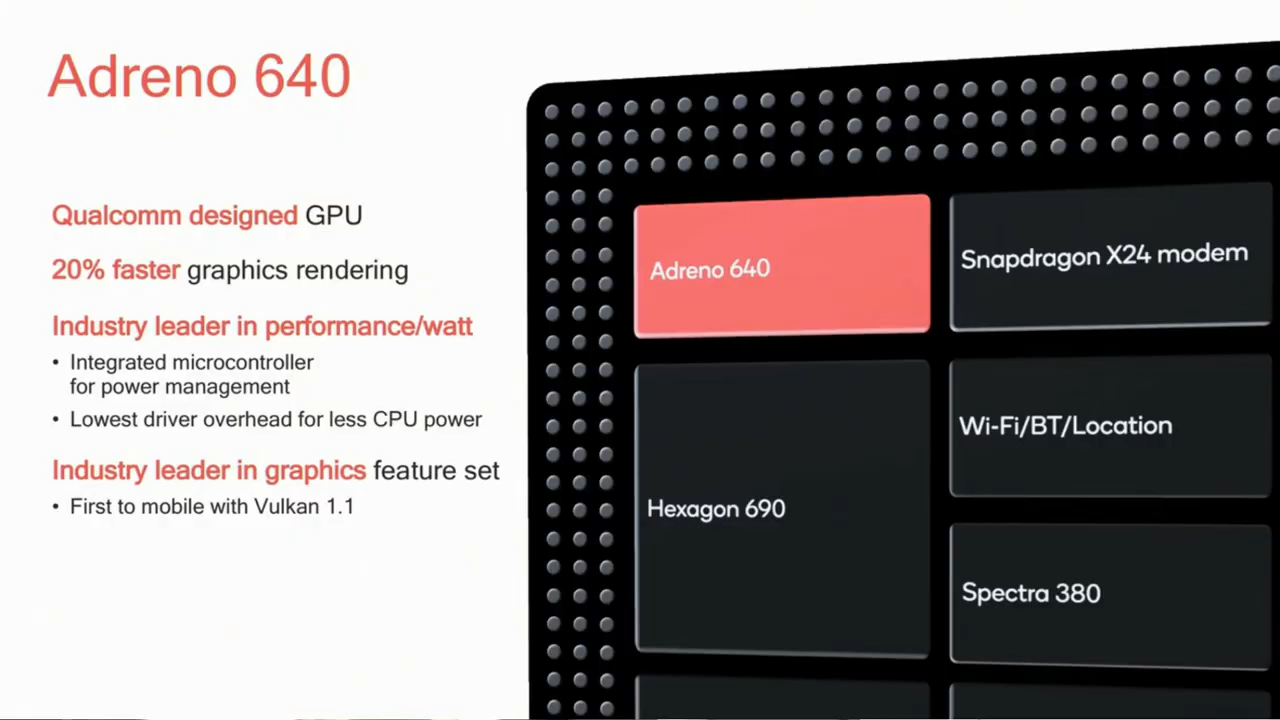 Adreno 640
Qualcomm designed GPU
20% faster graphics rendering
Industry leader in performance/watt
• Integrated microcontroller
for power management
• Lowest driver overhead for less CPU power
Industry leader in graphics feature set
• First to mobile with Vulkan 1.1
Adreno 640
Snapdragon X24 modem
Hexagon 690
Wi-Fi/BT/Location
Spectra 380